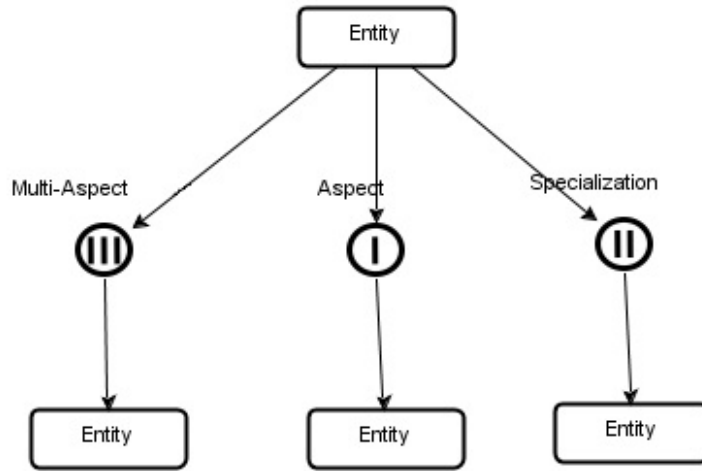 Entity
Multi-Aspect
Aspect
Specialization
III
I
II
Entity
Entity
Entity